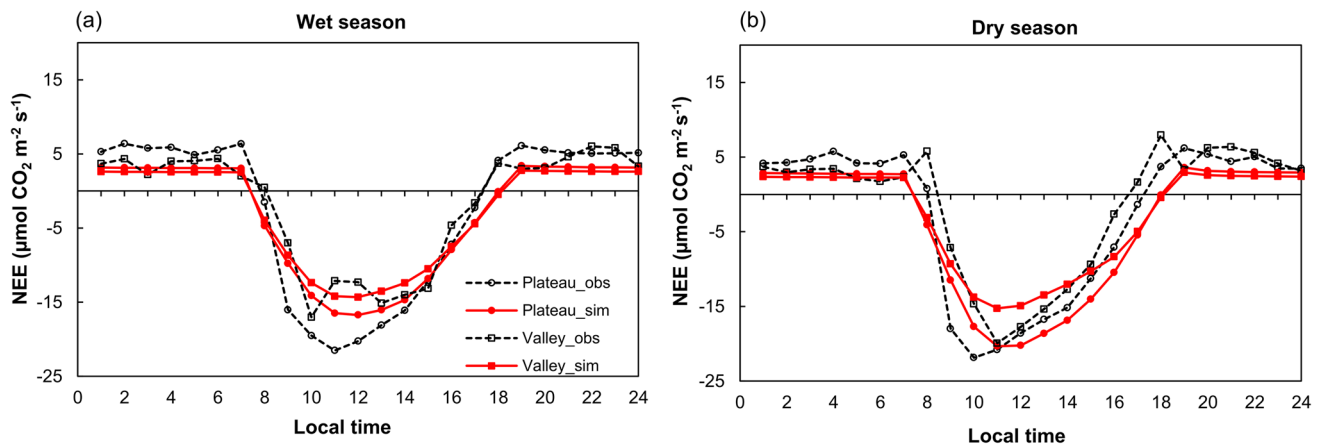 (a)
Wet season
NEE (µmol CO2 m-2 s-1)
15
5
-5
-15
-25
0 2 4 6 8 10 12 14 16 18 20 22 24
Local time
Plateau_obs
Plateau_sim
Valley_obs
Valley_sim
(b)
Dry season
NEE (µmol CO2 m-2 s-1)
15
5
-5
-15
-25
0 2 4 6 8 10 12 14 16 18 20 22 24
Local time